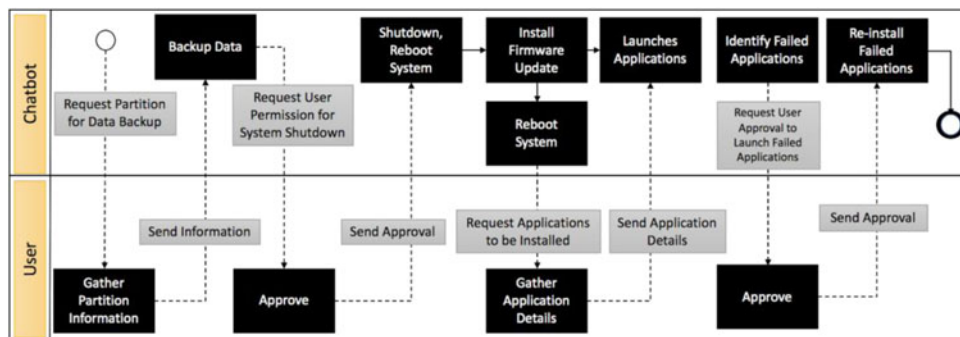 Chatbot
Backup Data
Shutdown,
Reboot
System
Install
Firmware
Update
Launches
Applications
Identify Failed
Applications
Re-install
Failed
Applications
Request Partition
for Data Backup
Request User
Permission for
System Shutdown
Reboot
System
Request User
Approval to
Launch Failed
Applications
User
Send Information
Send Approval
Request Applications
to be Installed
Send Application
Details
Send Approval
Gather
Partition
Information
Approve
Gather
Application
Details
Approve